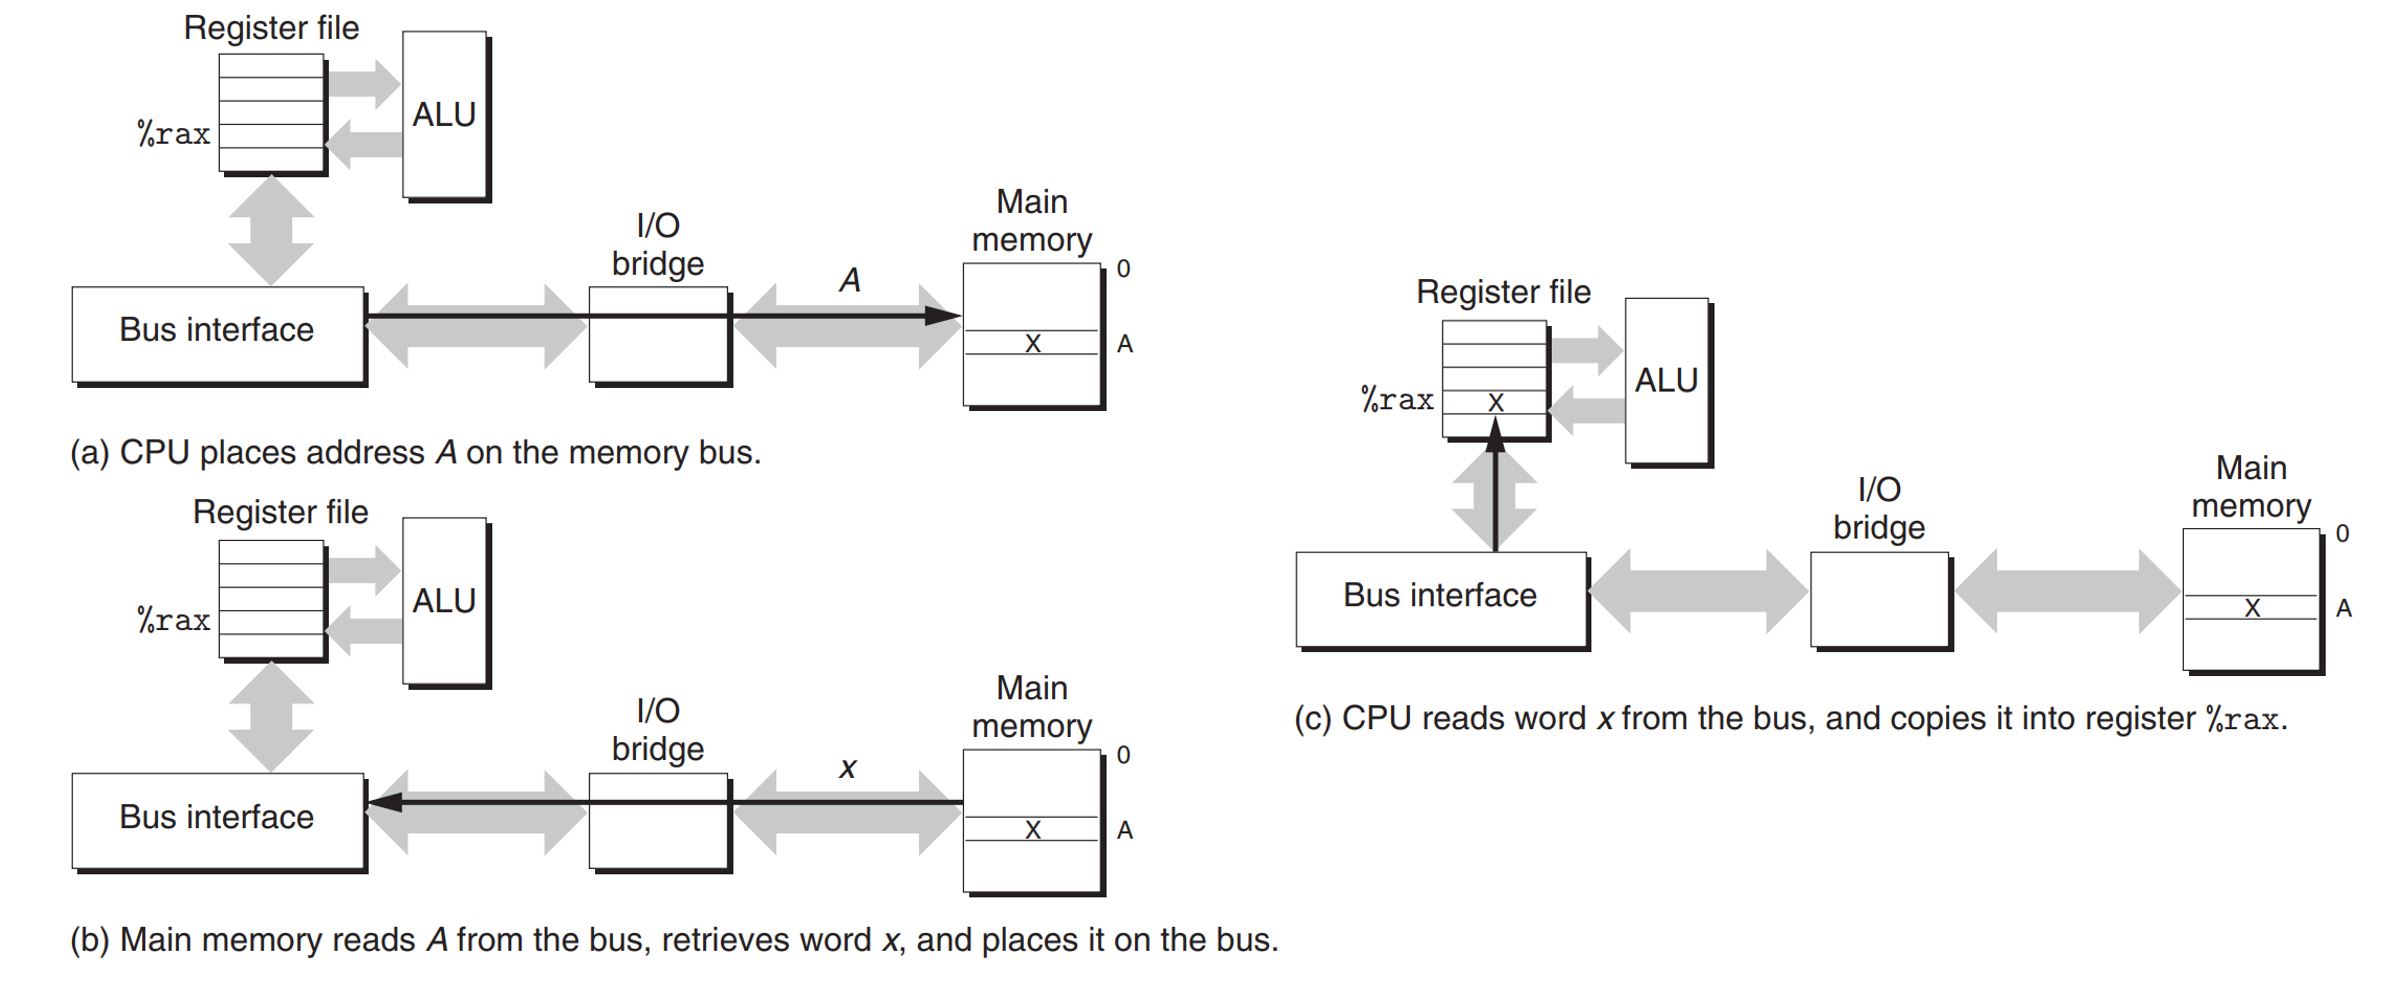 Register file
%rax
ALU
I/O
bridge
Main
memory
Bus interface
A
0
X
A
(a) CPU places address A on the memory bus.
Register file
%rax
ALU
I/O
bridge
Main
memory
Bus interface
x
0
X
A
(b) Main memory reads A from the bus, retrieves word x, and places it on the bus.
Register file
%rax
X
ALU
I/O
bridge
Main
memory
Bus interface
0
X
A
(c) CPU reads word x from the bus, and copies it into register %rax.